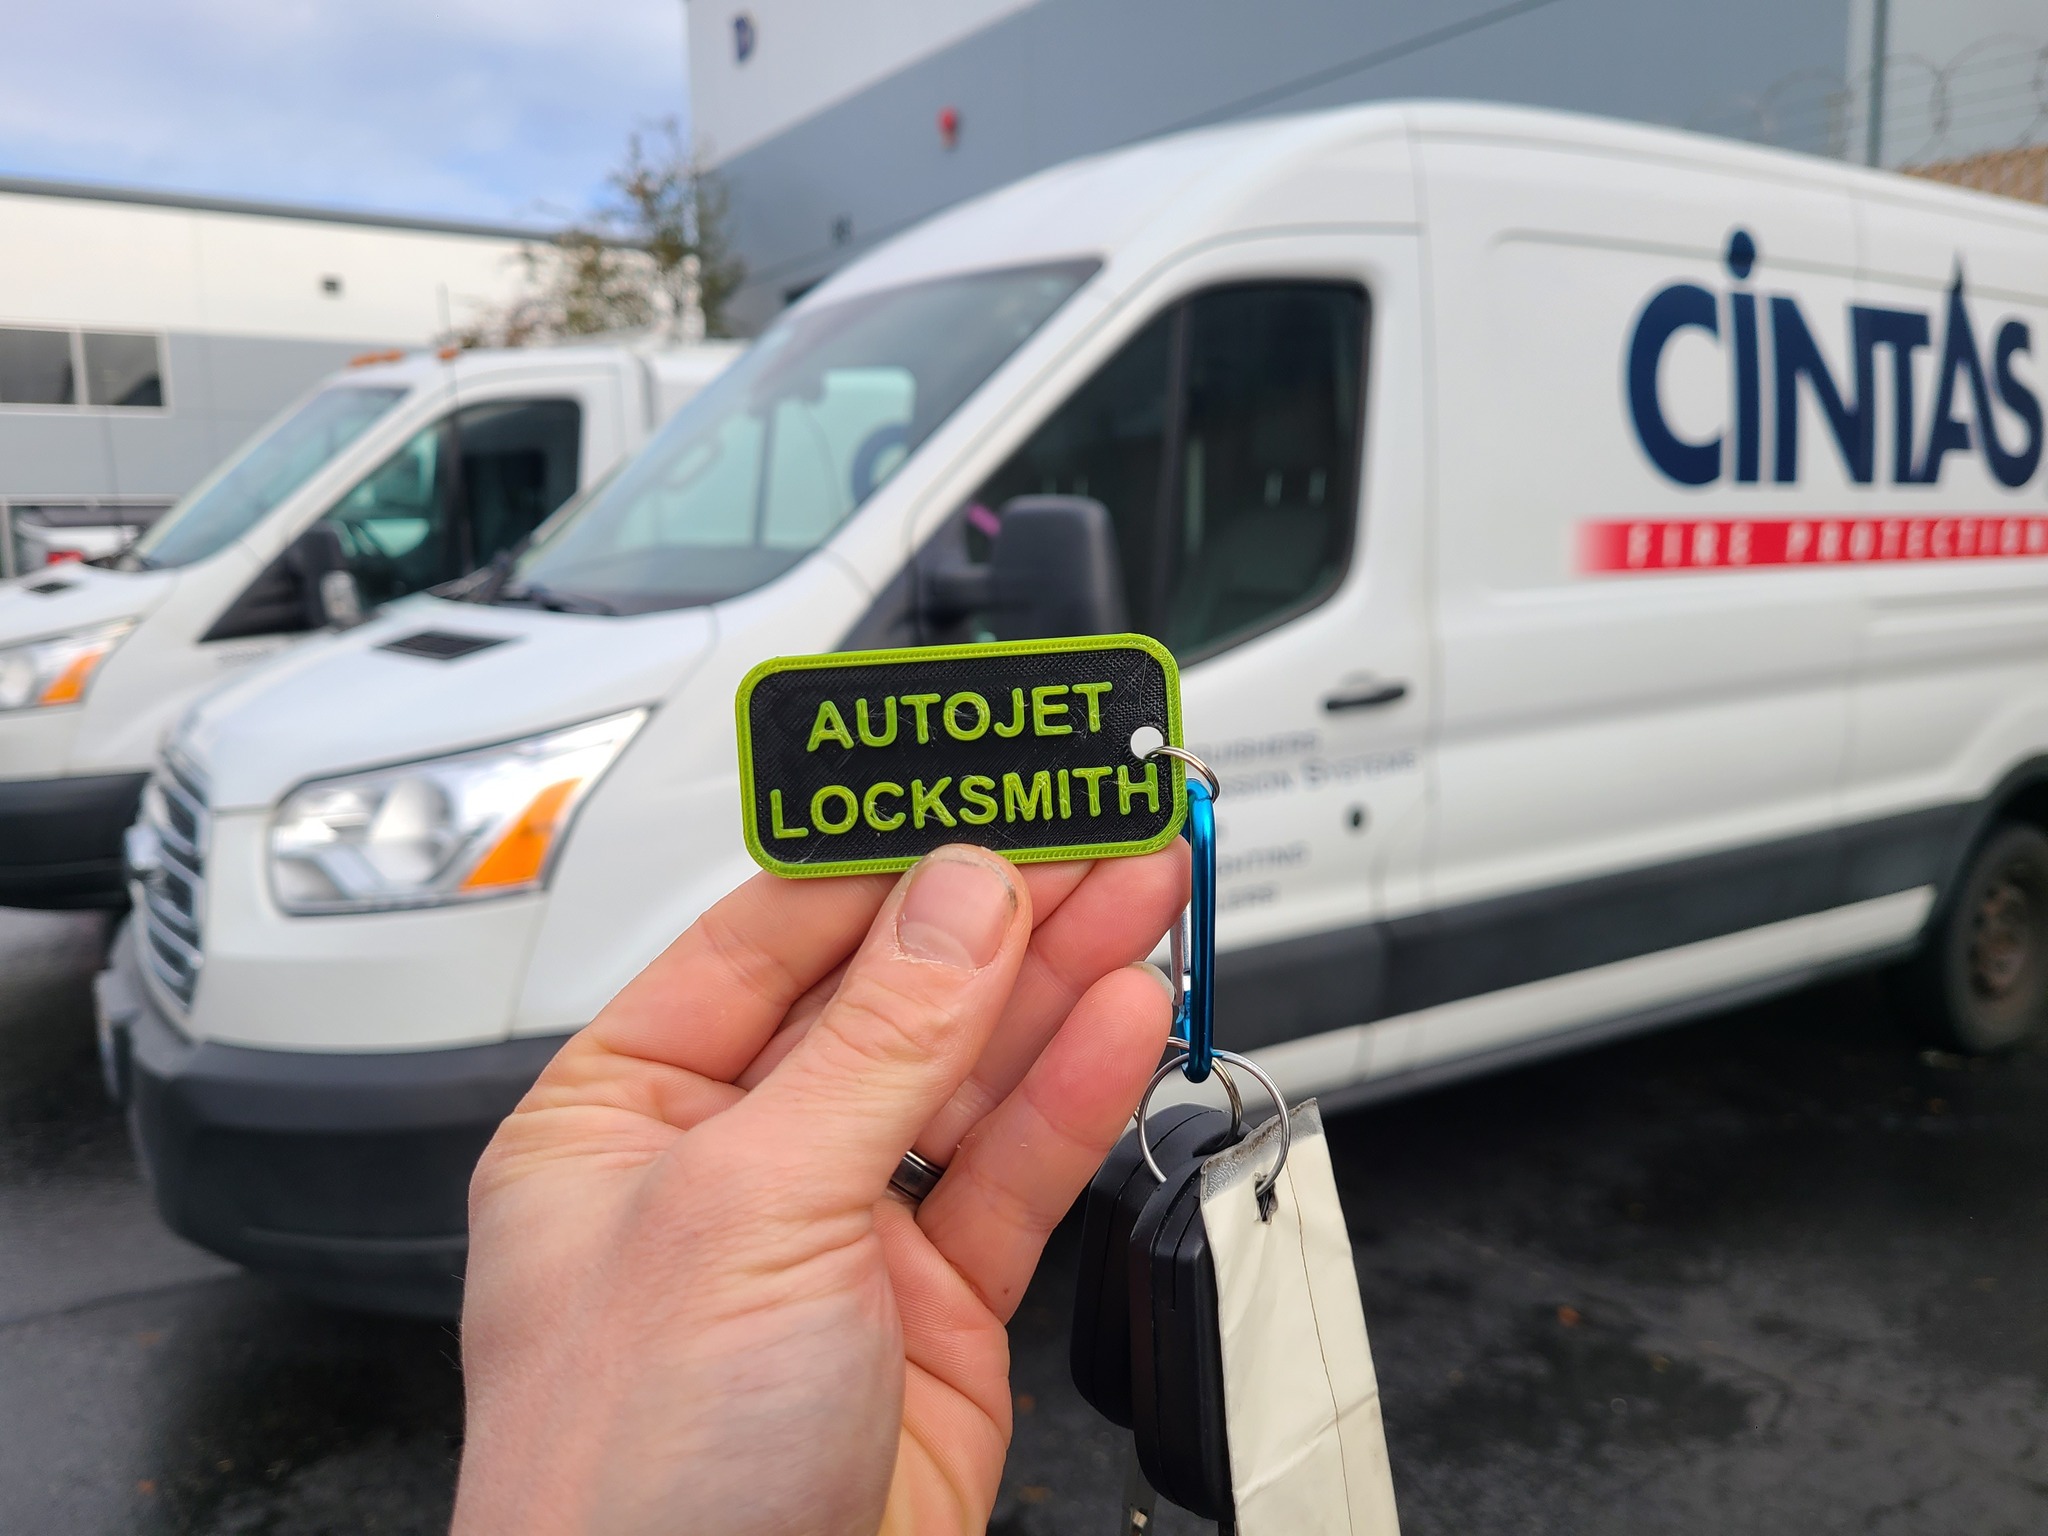 AUTOJET
LOCKSMITH
CINTAS
FIRE PROTECTION